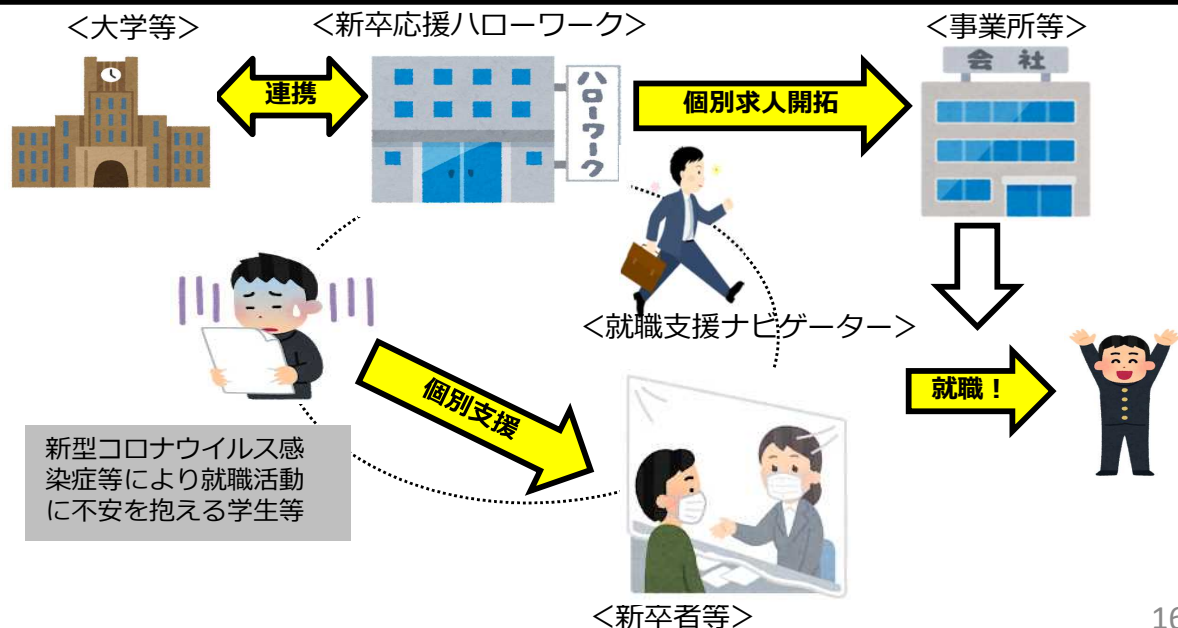 ＜大学等＞
＜新卒応援ハローワーク＞
＜事業所等＞
会社
連携
ハローワーク
個別求人開拓
＜就職支援ナビゲーター＞
個別支援
就職！
新型コロナウイルス感
染症等により就職活動
に不安を抱える学生等
＜新卒者等＞
16